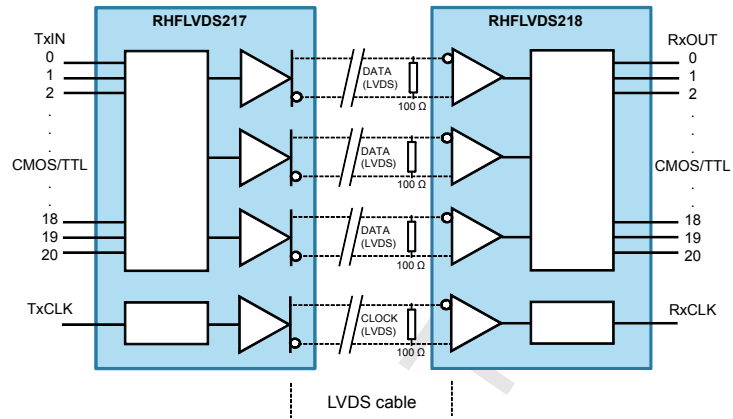 RHFLVDS217
RHFLVDS218
TxIN
0
1
2
.
.
.
CMOS/TTL
.
.
18
19
20
TxCLK
DATA
(LVDS)
100 Ω
DATA
(LVDS)
100 Ω
DATA
(LVDS)
100 Ω
CLOCK
(LVDS)
100 Ω
RxOUT
0
1
2
.
.
.
CMOS/TTL
.
.
18
19
20
RxCLK
LVDS cable